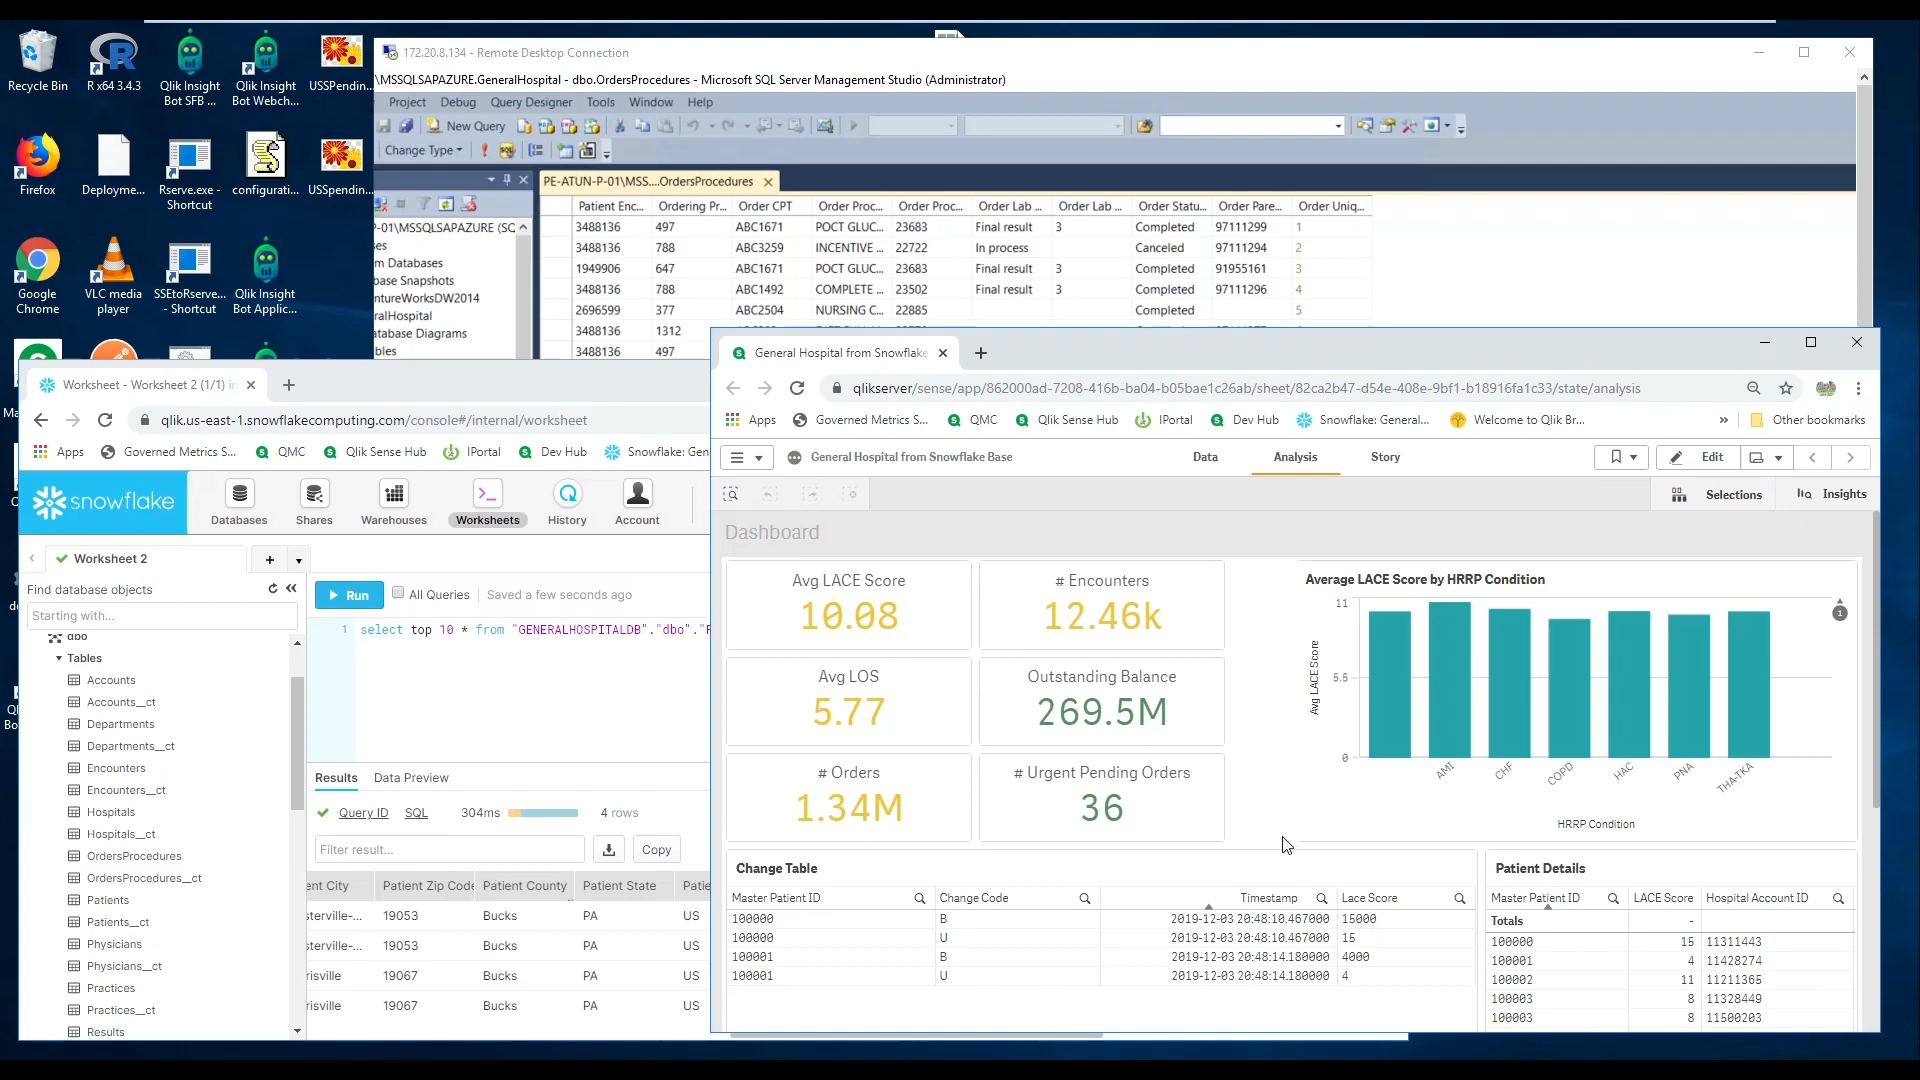 Recycle Bin
R x64 3.4.3
Qlik Insight Bot SFB ...
Qlik Insight Bot Webch...
USSPendin...
Firefox
Deployme...
Rserve.exe - Shortcut
configurati...
USSpendin...
Google Chrome
VLC media player
SSEtoRserve... - Shortcut
Qlik Insight Bot Applic...
172.20.8.134 - Remote Desktop Connection
\MSSQLSAPAZURE.GeneralHospital - dbo.OrdersProcedures - Microsoft SQL Server Management Studio (Administrator)
Project Debug Query Designer Tools Window Help
New Query
Change Type
PE-ATUN-P-01\MSS....OrdersProcedures
P-01\MSSQLSAPAZURE (SQ
es
m Databases
base Snapshots
ntureWorksDW2014
ralHospital
atabase Diagrams
bles
Patient Enc... Ordering Pr... Order CPT Order Proc... Order Proc... Order Lab ... Order Lab ... Order Statu... Order Pare... Order Uniq...
3488136 497 ABC1671 POCT GLUC... 23683 Final result 3 Completed 97111299 1
3488136 788 ABC3259 INCENTIVE ... 22722 In process Canceled 97111294 2
1949906 647 ABC1671 POCT GLUC... 23683 Final result 3 Completed 91955161 3
3488136 788 ABC1492 COMPLETE ... 23502 Final result 3 Completed 97111296 4
2696599 377 ABC2504 NURSING C... 22885 Completed 5
3488136 1312
3488136 497
Worksheet - Worksheet 2 (1/1) in
qlik.us-east-1.snowflakecomputing.com/console#/internal/worksheet
Apps Governed Metrics S... QMC Qlik Sense Hub IPortal Dev Hub Snowflake: Gen
snowflake
Databases Shares Warehouses Worksheets History Account
Worksheet 2
Find database objects
Starting with...
dbo
Tables
Accounts
Accounts__ct
Departments
Departments__ct
Encounters
Encounters__ct
Hospitals
Hospitals__ct
OrdersProcedures
OrdersProcedures__ct
Patients
Patients__ct
Physicians
Physicians__ct
Practices
Practices__ct
Results
Run All Queries Saved a few seconds ago
1 select top 10 * from "GENERALHOSPITALDB"."dbo"."P
Results Data Preview
Query ID SQL 304ms 4 rows
Filter result... Copy
ent City Patient Zip Code Patient County Patient State Patie
sterville-... 19053 Bucks PA US
sterville-... 19053 Bucks PA US
risville 19067 Bucks PA US
risville 19067 Bucks PA US
General Hospital from Snowflake
qlikserver/sense/app/862000ad-7208-416b-ba04-b05bae1c26ab/sheet/82ca2b47-d54e-408e-9bf1-b18916fa1c33/state/analysis
Apps Governed Metrics S... QMC Qlik Sense Hub IPortal Dev Hub Snowflake: General... Welcome to Qlik Br... » Other bookmarks
General Hospital from Snowflake Base Data Analysis Story Edit
Selections Insights
Dashboard
Avg LACE Score
10.08
# Encounters
12.46k
Avg LOS
5.77
Outstanding Balance
269.5M
# Orders
1.34M
# Urgent Pending Orders
36
Average LACE Score by HRRP Condition
1
Avg LACE Score
11
5.5
0
AMI CHF COPD HAC PNA THA-TKA
HRRP Condition
Change Table
Master Patient ID Change Code Timestamp Lace Score
100000 B 2019-12-03 20:48:10.467000 15000
100000 U 2019-12-03 20:48:10.467000 15
100001 B 2019-12-03 20:48:14.180000 4000
100001 U 2019-12-03 20:48:14.180000 4
Patient Details
Master Patient ID LACE Score Hospital Account ID
Totals -
100000 15 11311443
100001 4 11428274
100002 11 11211365
100003 8 11328449
100003 8 11500203